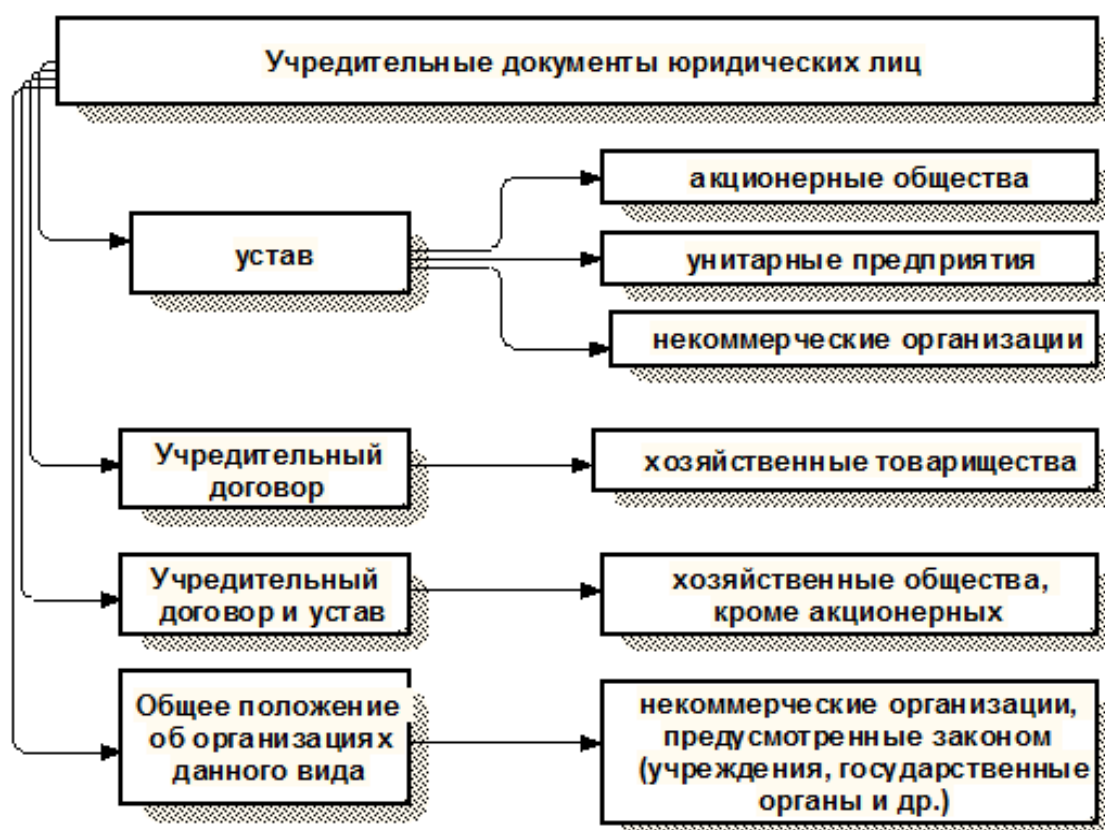 Учредительные документы юридических лиц
акционерные общества
устав
унитарные предприятия
некоммерческие организации
Учредительный
договор
хозяйственные товарищества
Учредительный
договор и устав
хозяйственные общества,
кроме акционерных
Общее положение
об организациях
данного вида
некоммерческие организации,
предусмотренные законом
(учреждения, государственные
органы и др.)